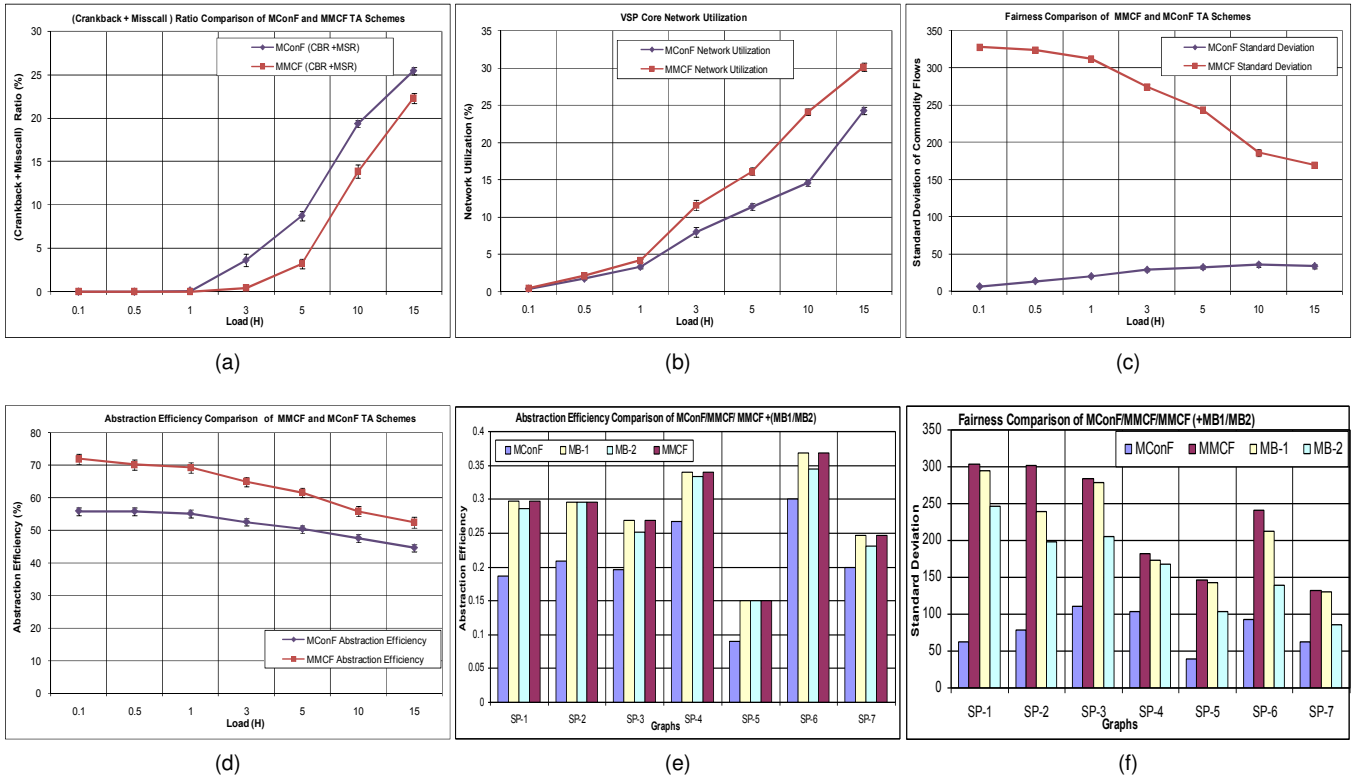 (Crankback + Misscall ) Ratio Comparison of MConF and MMCF TA Schemes
(Crankback +Misscall) Ratio (%)
30
25
20
15
10
5
0
MConF (CBR +MSR)
MMCF (CBR +MSR)
0.1 0.5 1 3 5 10 15
Load (H)
(a)
VSP Core Network Utilization
Network Utilization (%)
35
30
25
20
15
10
5
0
MConF Network Utilization
MMCF Network Utilization
0.1 0.5 1 3 5 10 15
Load (H)
(b)
Fairness Comparison of MMCF and MConF TA Schemes
Standard Deviation of Commodity Flows
350
300
250
200
150
100
50
0
MConF Standard Deviation
MMCF Standard Deviation
0.1 0.5 1 3 5 10 15
Load (H)
(c)
Abstraction Efficiency Comparison of MMCF and MConF TA Schemes
Abstraction Efficiency (%)
80
70
60
50
40
30
20
10
0
MConF Abstraction Efficiency
MMCF Abstraction Efficiency
0.1 0.5 1 3 5 10 15
Load (H)
(d)
Abstraction Efficiency Comparison of MConF/MMCF/ MMCF +(MB1/MB2)
Abstraction Efficiency
0.4
0.35
0.3
0.25
0.2
0.15
0.1
0.05
0
MConF MB-1 MB-2 MMCF
SP-1 SP-2 SP-3 SP-4 SP-5 SP-6 SP-7
Graphs
(e)
Fairness Comparison of MConF/MMCF/MMCF (+MB1/MB2)
Standard Deviation
350
300
250
200
150
100
50
0
MConF MMCF MB-1 MB-2
SP-1 SP-2 SP-3 SP-4 SP-5 SP-6 SP-7
Graphs
(f)